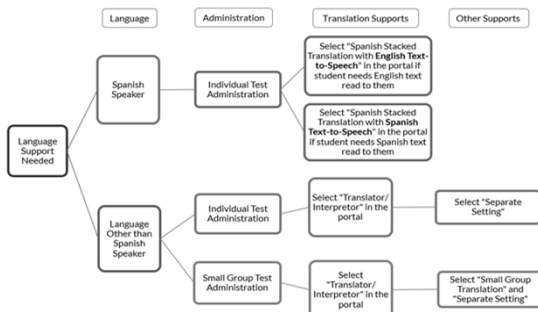 Language
Administration
Translation Supports
Other Supports
Language
Support
Needed
Spanish
Speaker
Individual Test
Administration
Select "Spanish Stacked
Translation with English Text-
to-Speech" in the portal if
student needs English text
read to them
Select "Spanish Stacked
Translation with Spanish
Text-to-Speech" in the portal
if student needs Spanish text
read to them
Language
Other than
Spanish
Speaker
Individual Test
Administration
Select "Translator/
Interpretor" in the
portal
Select "Separate
Setting"
Small Group Test
Administration
Select
"Translator/
Interpretor" in the
portal
Select "Small Group
Translation" and
"Separate Setting"